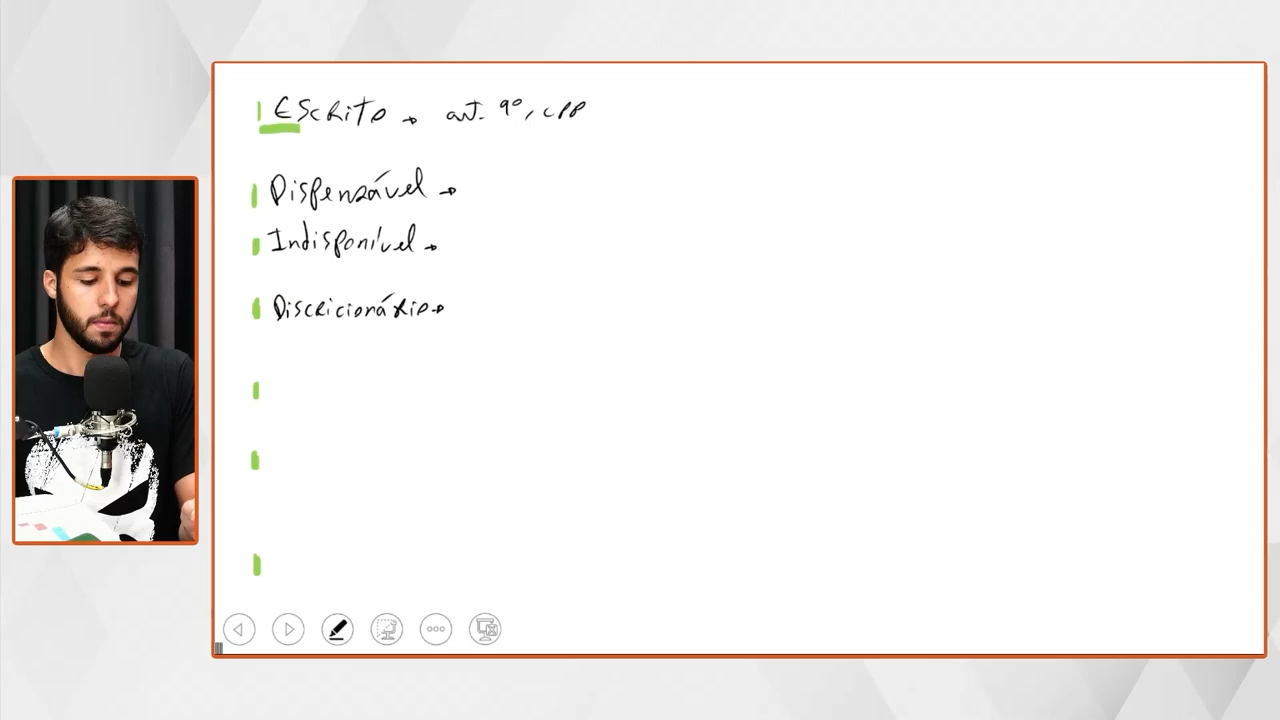 Escrito → art. 9º, CPP
Dispensável →
Indisponível →
Discricionário →